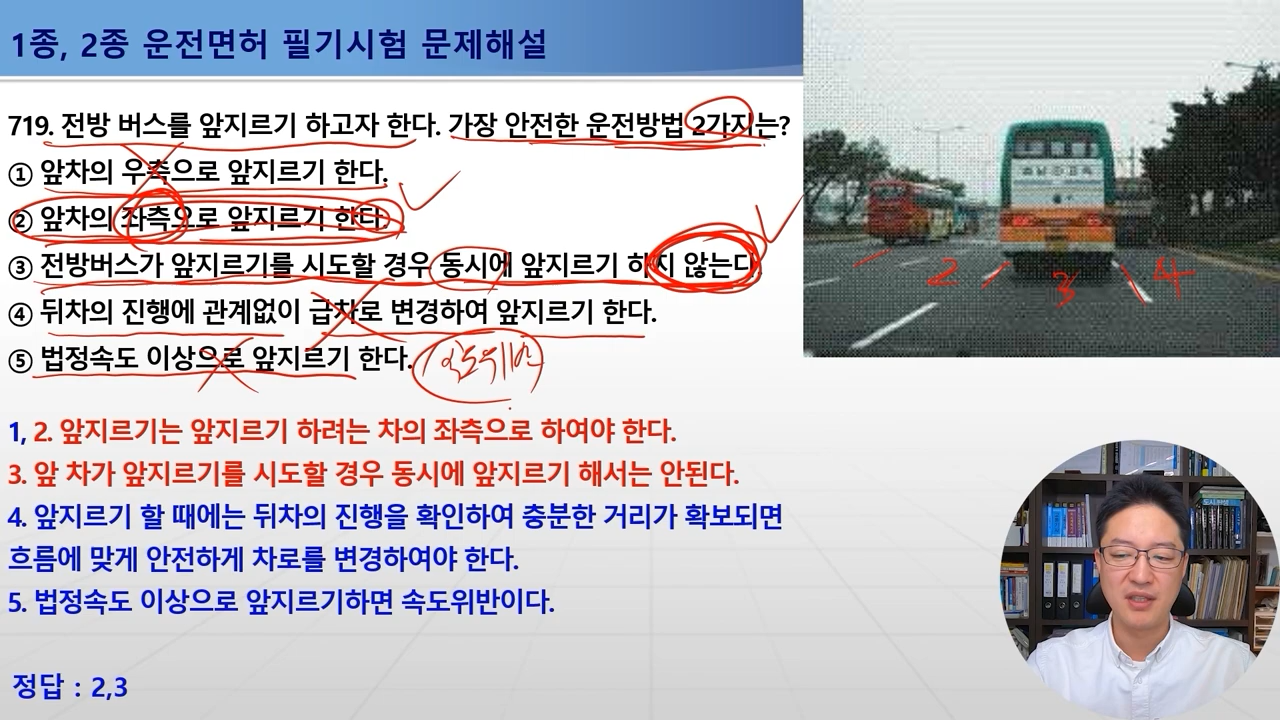 1종, 2종 운전면허 필기시험 문제해설
719. 전방 버스를 앞지르기 하고자 한다. 가장 안전한 운전방법 2가지는?
① 앞차의 우측으로 앞지르기 한다.
② 앞차의 좌측으로 앞지르기 한다.
③ 전방버스가 앞지르기를 시도할 경우 동시에 앞지르기 하지 않는다.
④ 뒤차의 진행에 관계없이 급차로 변경하여 앞지르기 한다.
⑤ 법정속도 이상으로 앞지르기 한다.
속도위반
2 3 4
1, 2. 앞지르기는 앞지르기 하려는 차의 좌측으로 하여야 한다.
3. 앞 차가 앞지르기를 시도할 경우 동시에 앞지르기 해서는 안된다.
4. 앞지르기 할 때에는 뒤차의 진행을 확인하여 충분한 거리가 확보되면
흐름에 맞게 안전하게 차로를 변경하여야 한다.
5. 법정속도 이상으로 앞지르기하면 속도위반이다.
정답 : 2,3